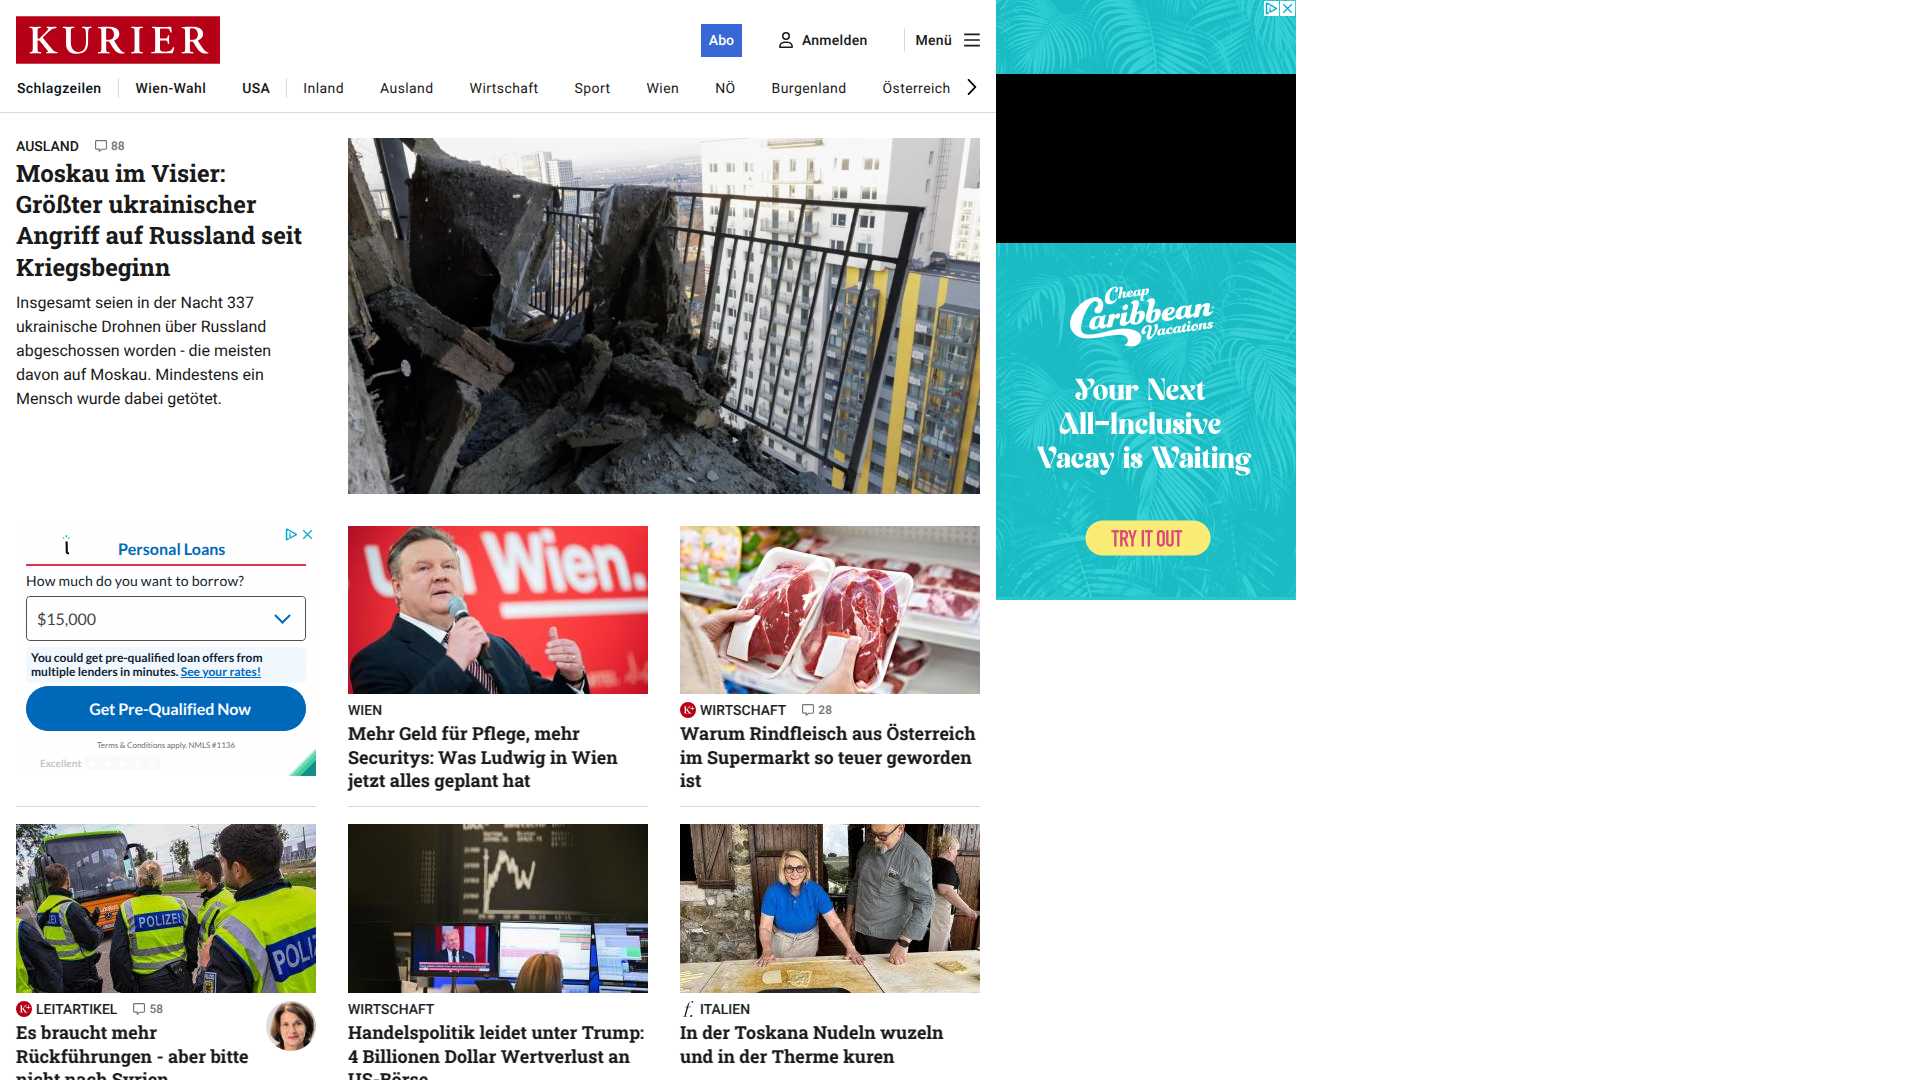 KURIER
Abo
Anmelden
Menü
Schlagzeilen
Wien-Wahl
USA
Inland
Ausland
Wirtschaft
Sport
Wien
NÖ
Burgenland
Österreich
AUSLAND
88
Moskau im Visier:
Größter ukrainischer
Angriff auf Russland seit
Kriegsbeginn
Insgesamt seien in der Nacht 337
ukrainische Drohnen über Russland
abgeschossen worden - die meisten
davon auf Moskau. Mindestens ein
Mensch wurde dabei getötet.
Cheap
Caribbean
Vacations
Your Next
All-Inclusive
Vacay is Waiting
TRY IT OUT
Personal Loans
How much do you want to borrow?
$15,000
You could get pre-qualified loan offers from
multiple lenders in minutes. See your rates!
Get Pre-Qualified Now
Terms & Conditions apply. NMLS #1136
Excellent
Wien.
WIEN
Mehr Geld für Pflege, mehr
Securitys: Was Ludwig in Wien
jetzt alles geplant hat
K+ WIRTSCHAFT
28
Warum Rindfleisch aus Österreich
im Supermarkt so teuer geworden
ist
POLIZEI
K+ LEITARTIKEL
58
Es braucht mehr
Rückführungen - aber bitte
nicht nach Syrien
WIRTSCHAFT
Handelspolitik leidet unter Trump:
4 Billionen Dollar Wertverlust an
US-Börse
f. ITALIEN
In der Toskana Nudeln wuzeln
und in der Therme kuren